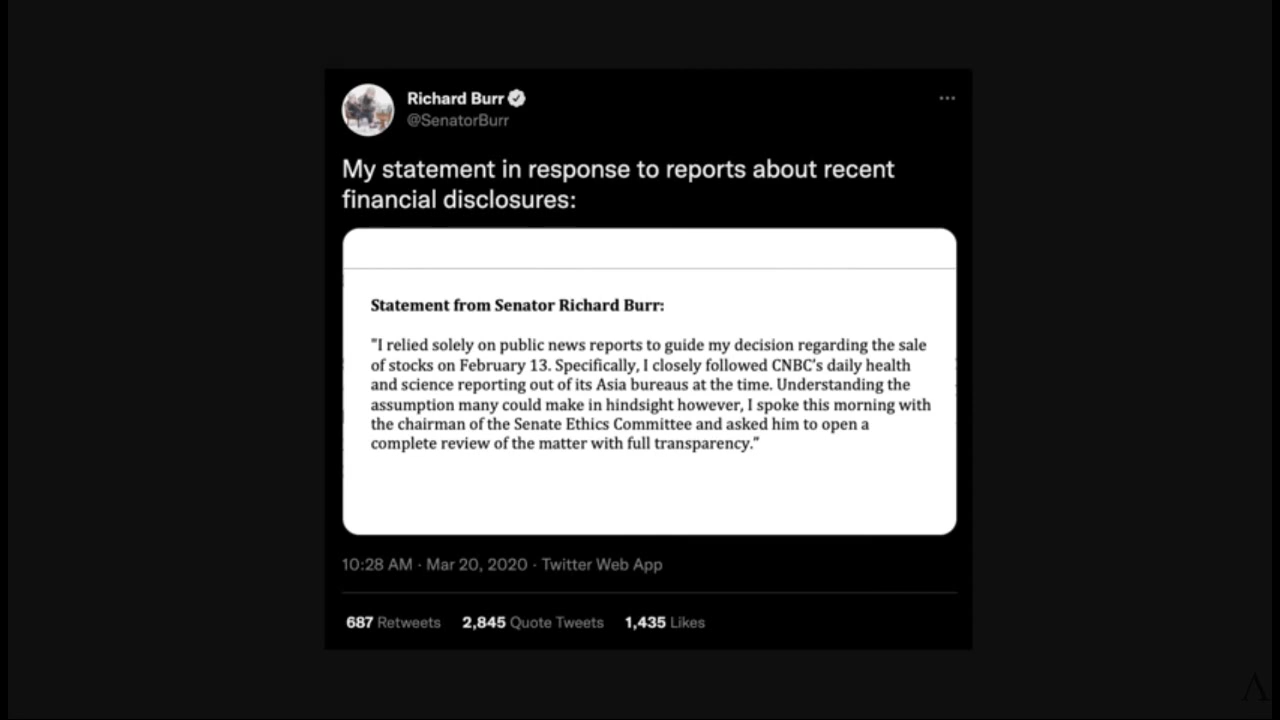 Richard Burr
@SenatorBurr
My statement in response to reports about recent
financial disclosures:
Statement from Senator Richard Burr:
"I relied solely on public news reports to guide my decision regarding the sale
of stocks on February 13. Specifically, I closely followed CNBC's daily health
and science reporting out of its Asia bureaus at the time. Understanding the
assumption many could make in hindsight however, I spoke this morning with
the chairman of the Senate Ethics Committee and asked him to open a
complete review of the matter with full transparency."
10:28 AM · Mar 20, 2020 · Twitter Web App
687 Retweets 2,845 Quote Tweets 1,435 Likes